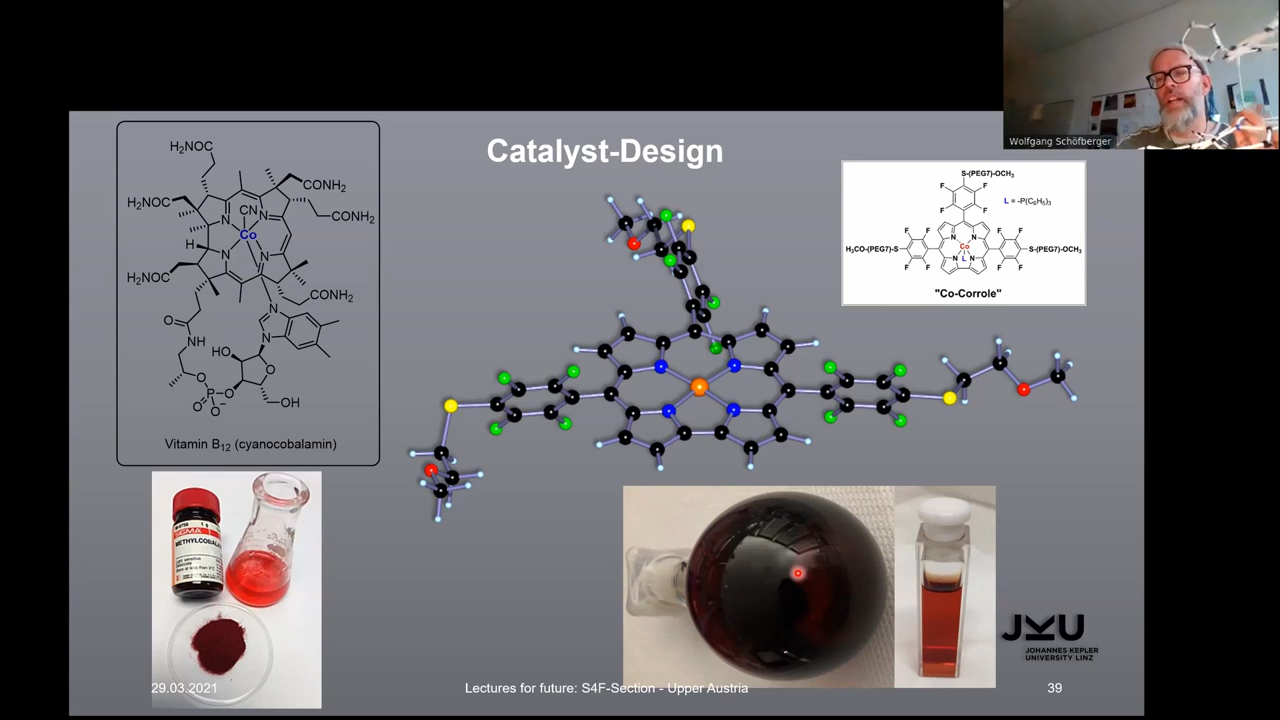 Wolfgang Schöfberger
Catalyst-Design
H₂NOC
CONH₂
H₂NOC
CN
N
N
CONH₂
Co
H
N
N
H₂NOC
CONH₂
O
N
NH
N
HO
O
O
P
O
O
O⁻
OH
Vitamin B₁₂ (cyanocobalamin)
S-(PEG7)-OCH₃
F
F
L = -P(C₆H₅)₃
F
F
F
F
N
N
F
F
H₃CO-(PEG7)-S
Co
S-(PEG7)-OCH₃
N
L
N
F
F
F
F
"Co-Corrole"
SIGMA
METHYLCOBAL
JKU
JOHANNES KEPLER
UNIVERSITY LINZ
29.03.2021
Lectures for future: S4F-Section - Upper Austria
39